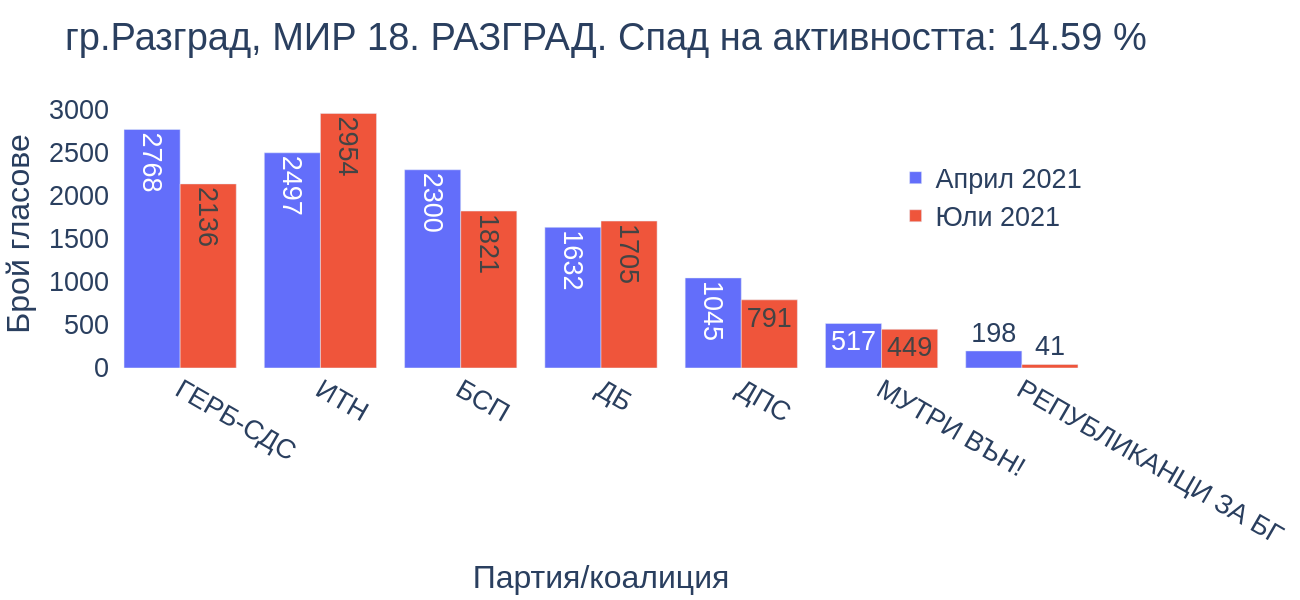 гр.Разград, МИР 18. РАЗГРАД. Спад на активността: 14.59 %
Брой гласове
3000
2500
2000
1500
1000
500
0
2768
2136
2497
2954
2300
1821
1632
1705
1045
791
517
449
198
41
Април 2021
Юли 2021
ГЕРБ-СДС
ИТН
БСП
ДБ
ДПС
МУТРИ ВЪН!
РЕПУБЛИКАНЦИ ЗА БГ
Партия/коалиция